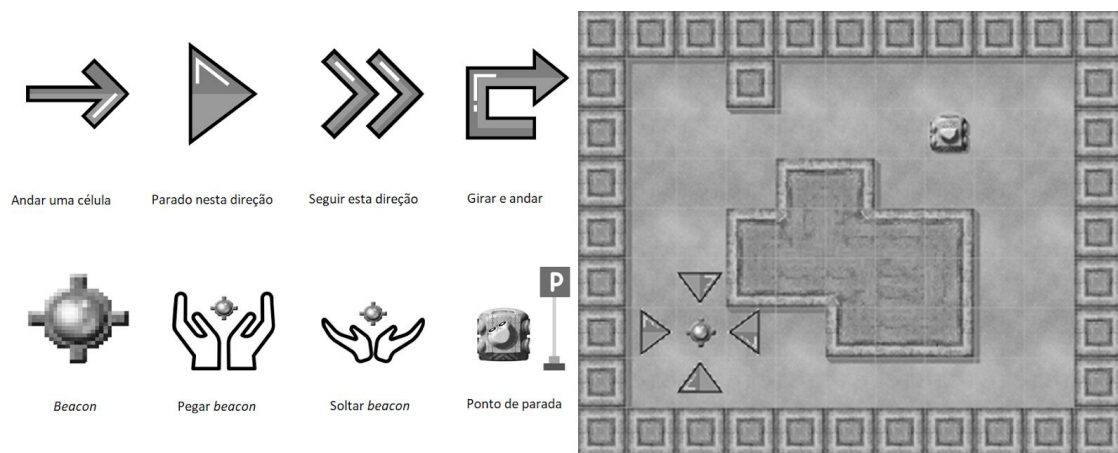 Andar uma célula
Parado nesta direção
Seguir esta direção
Girar e andar
P
Beacon
Pegar beacon
Soltar beacon
Ponto de parada